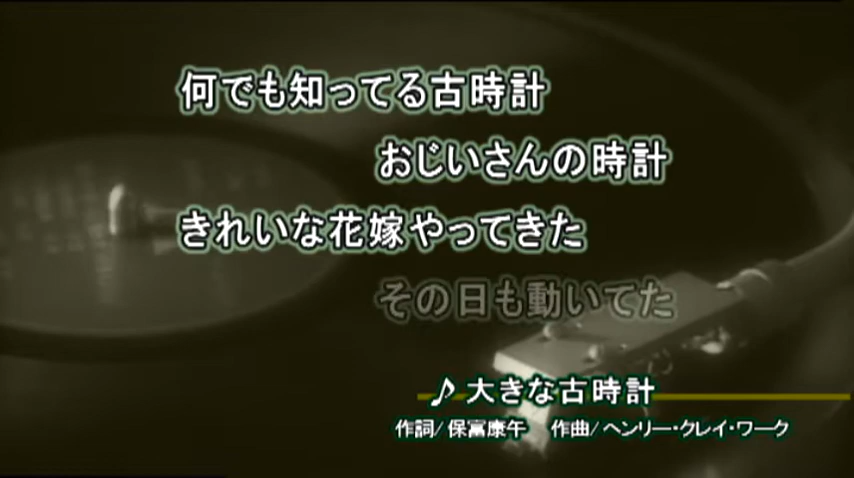 何でも知ってる古時計
おじいさんの時計
きれいな花嫁やってきた
その日も動いてた
♪ 大きな古時計
作詞/保富康午　作曲/ヘンリー・クレイ・ワーク